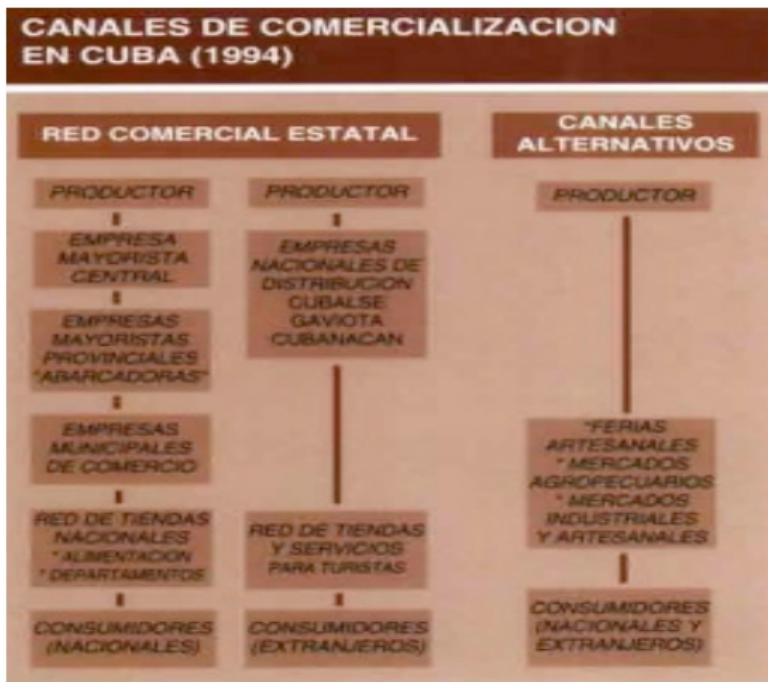 CANALES DE COMERCIALIZACION
EN CUBA (1994)
RED COMERCIAL ESTATAL
PRODUCTOR
EMPRESA
MAYORISTA
CENTRAL
EMPRESAS
MAYORISTAS
PROVINCIALES
"ABARCADORAS"
EMPRESAS
MUNICIPALES
DE COMERCIO
RED DE TIENDAS
NACIONALES
* ALIMENTACION
* DEPARTAMENTOS
CONSUMIDORES
(NACIONALES)
PRODUCTOR
EMPRESAS
NACIONALES DE
DISTRIBUCION
CUBALSE
GAVIOTA
CUBANACAN
RED DE TIENDAS
Y SERVICIOS
PARA TURISTAS
CONSUMIDORES
(EXTRANJEROS)
CANALES
ALTERNATIVOS
PRODUCTOR
*FERIAS
ARTESANALES
* MERCADOS
AGROPECUARIOS
* MERCADOS
INDUSTRIALES
Y ARTESANALES
CONSUMIDORES
(NACIONALES Y
EXTRANJEROS)